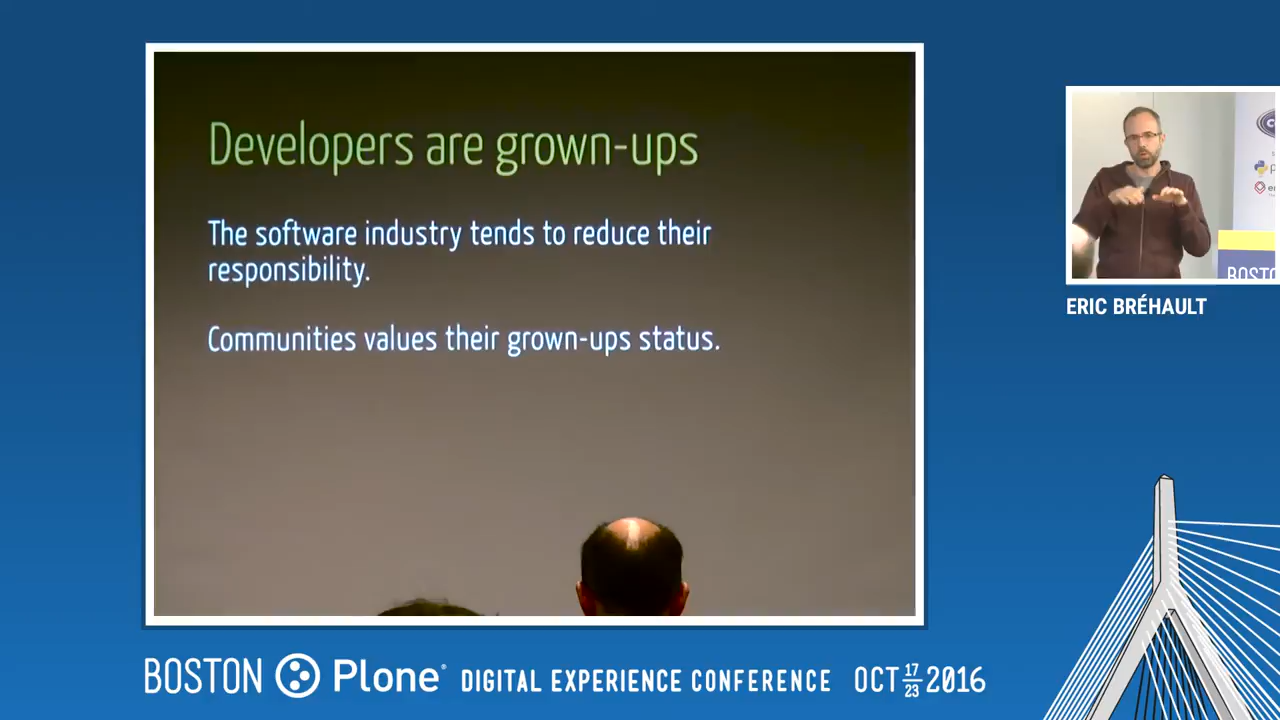 Developers are grown-ups
The software industry tends to reduce their
responsibility.
Communities values their grown-ups status.
ERIC BRÉHAULT
BOSTON Plone® DIGITAL EXPERIENCE CONFERENCE OCT 17 23 2016